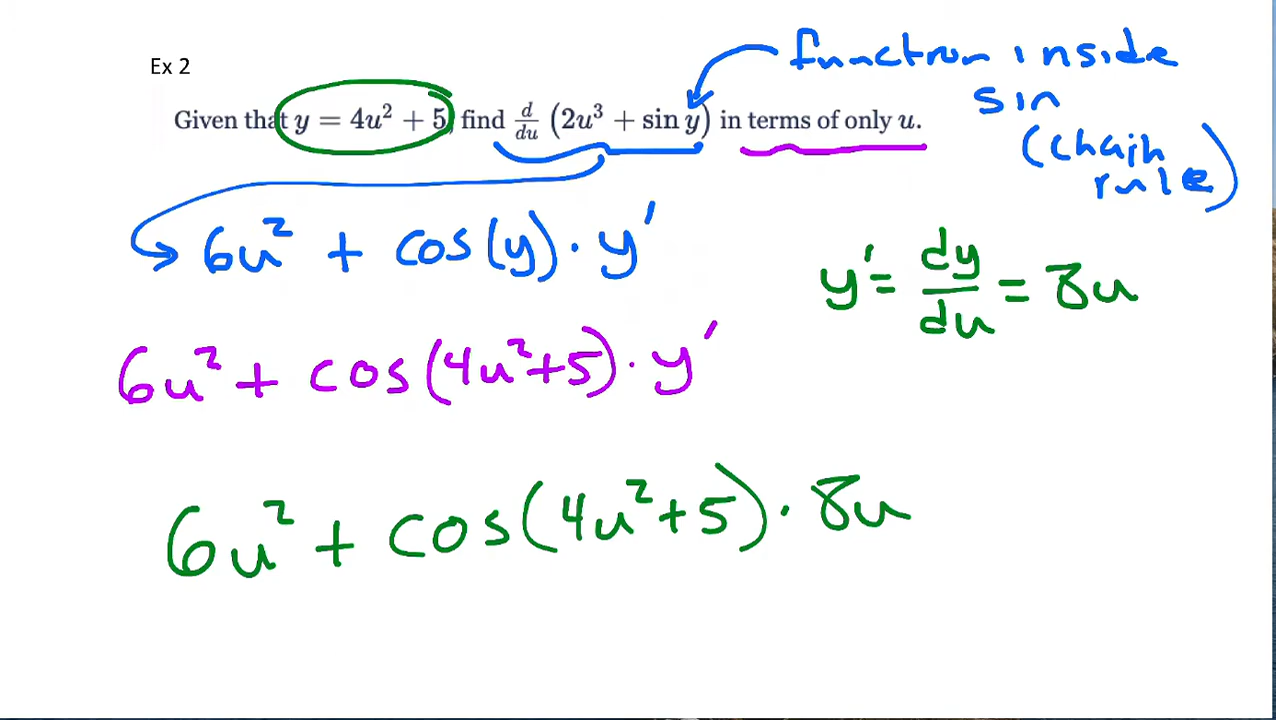 Ex 2
Given that y = 4u² + 5, find d/du (2u³ + sin y) in terms of only u.
function inside
sin
(chain
rule)
6u² + cos(y) · y'
y' = dy/du = 8u
6u² + cos(4u²+5) · y'
6u² + cos(4u²+5) · 8u